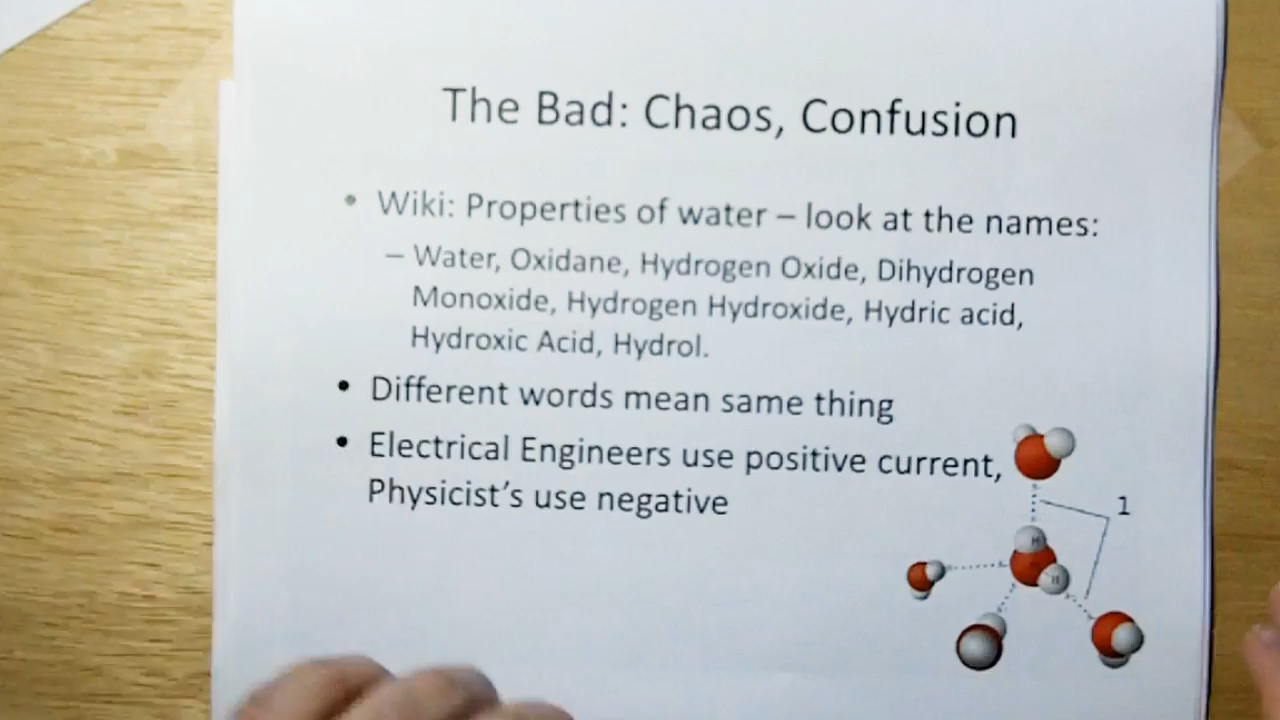 The Bad: Chaos, Confusion
• Wiki: Properties of water – look at the names:
– Water, Oxidane, Hydrogen Oxide, Dihydrogen
Monoxide, Hydrogen Hydroxide, Hydric acid,
Hydroxic Acid, Hydrol.
• Different words mean same thing
• Electrical Engineers use positive current,
Physicist's use negative
1
H
H